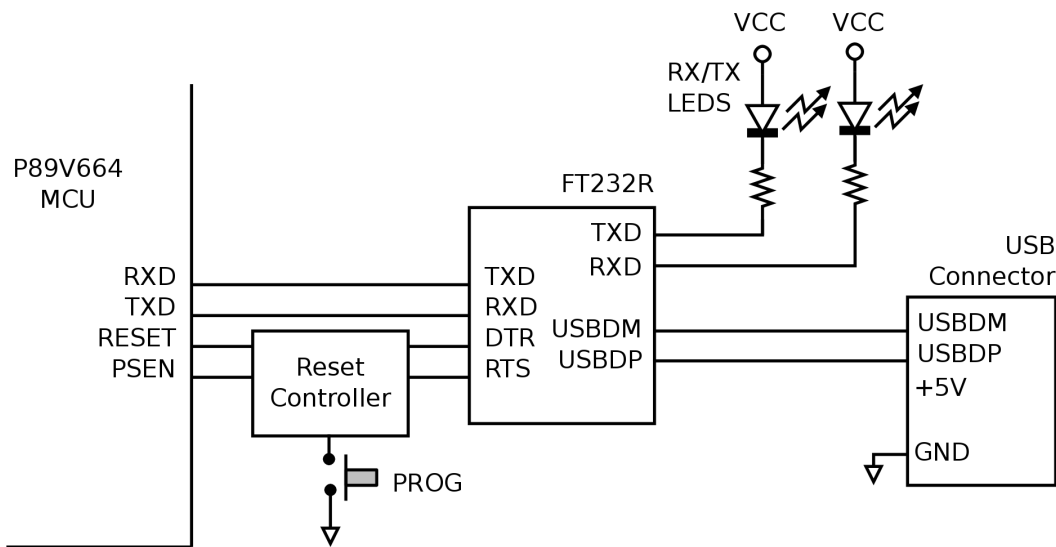 VCC
VCC
RX/TX
LEDS
P89V664
MCU
FT232R
TXD
RXD
USB
Connector
RXD
TXD
RESET
PSEN
TXD
RXD
DTR
RTS
USBDM
USBDP
USBDM
USBDP
+5V
GND
Reset
Controller
PROG